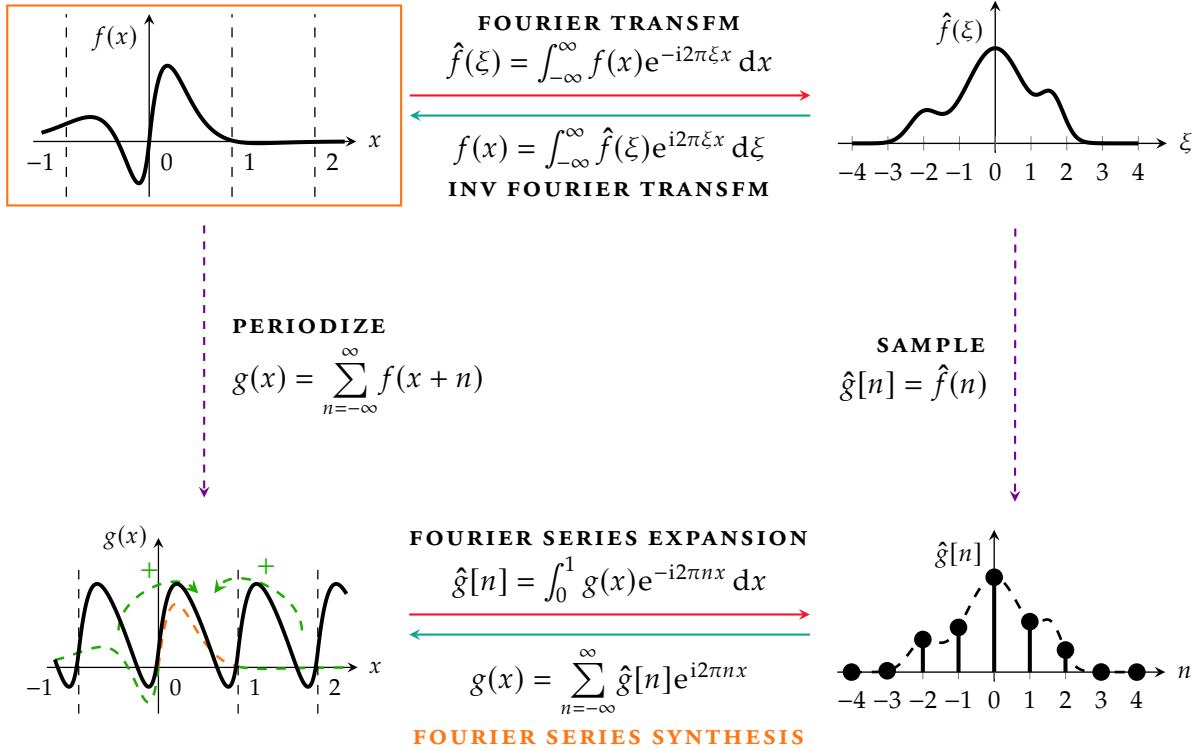 f(x)
x
−1 0 1 2
FOURIER TRANSFM
f̂(ξ) = ∫_{−∞}^{∞} f(x)e^{−i2πξx} dx
f(x) = ∫_{−∞}^{∞} f̂(ξ)e^{i2πξx} dξ
INV FOURIER TRANSFM
f̂(ξ)
ξ
−4 −3 −2 −1 0 1 2 3 4
PERIODIZE
g(x) = ∑_{n=−∞}^{∞} f(x + n)
SAMPLE
ĝ[n] = f̂(n)
g(x)
+ +
x
−1 0 1 2
FOURIER SERIES EXPANSION
ĝ[n] = ∫_0^1 g(x)e^{−i2πnx} dx
g(x) = ∑_{n=−∞}^{∞} ĝ[n]e^{i2πnx}
FOURIER SERIES SYNTHESIS
ĝ[n]
n
−4 −3 −2 −1 0 1 2 3 4